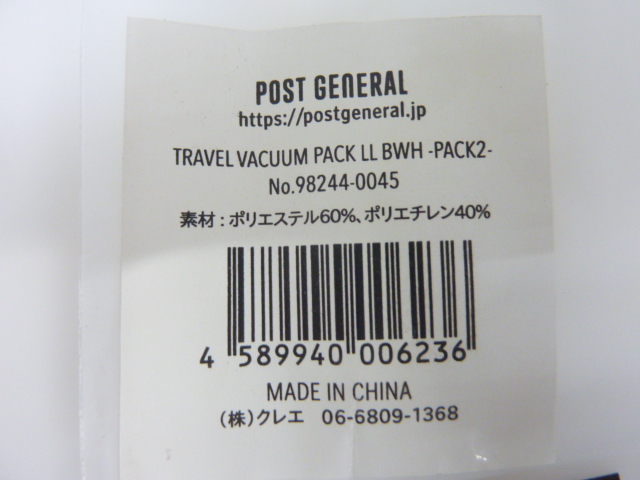 POST GENERAL
https://postgeneral.jp
TRAVEL VACUUM PACK LL BWH -PACK2-
No.98244-0045
素材:ポリエステル60%、ポリエチレン40%
4 589940 006236
MADE IN CHINA
(株)クレエ 06-6809-1368